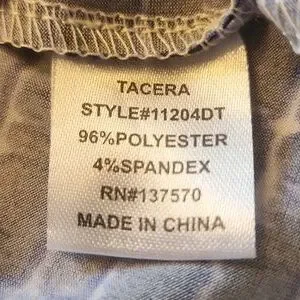 TACERA
STYLE#11204DT
96%POLYESTER
4%SPANDEX
RN#137570
MADE IN CHINA